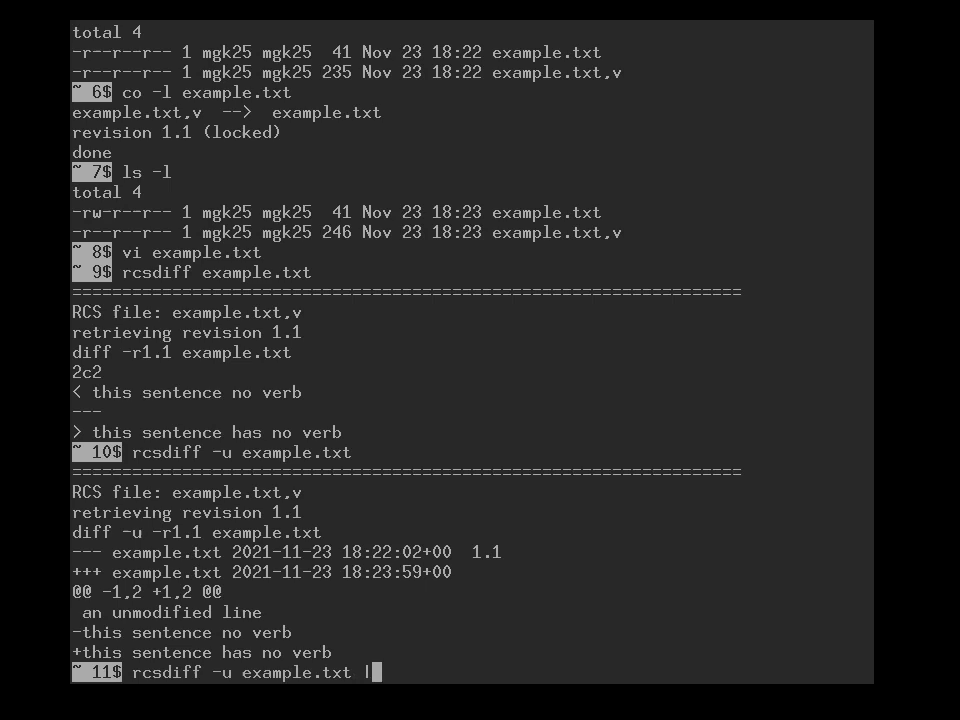 total 4
-r--r--r-- 1 mgk25 mgk25  41 Nov 23 18:22 example.txt
-r--r--r-- 1 mgk25 mgk25 235 Nov 23 18:22 example.txt,v
~ 6$ co -l example.txt
example.txt,v  -->  example.txt
revision 1.1 (locked)
done
~ 7$ ls -l
total 4
-rw-r--r-- 1 mgk25 mgk25  41 Nov 23 18:23 example.txt
-r--r--r-- 1 mgk25 mgk25 246 Nov 23 18:23 example.txt,v
~ 8$ vi example.txt
~ 9$ rcsdiff example.txt
===================================================================
RCS file: example.txt,v
retrieving revision 1.1
diff -r1.1 example.txt
2c2
< this sentence no verb
---
> this sentence has no verb
~ 10$ rcsdiff -u example.txt
===================================================================
RCS file: example.txt,v
retrieving revision 1.1
diff -u -r1.1 example.txt
--- example.txt 2021-11-23 18:22:02+00  1.1
+++ example.txt 2021-11-23 18:23:59+00
@@ -1,2 +1,2 @@
 an unmodified line
-this sentence no verb
+this sentence has no verb
~ 11$ rcsdiff -u example.txt |